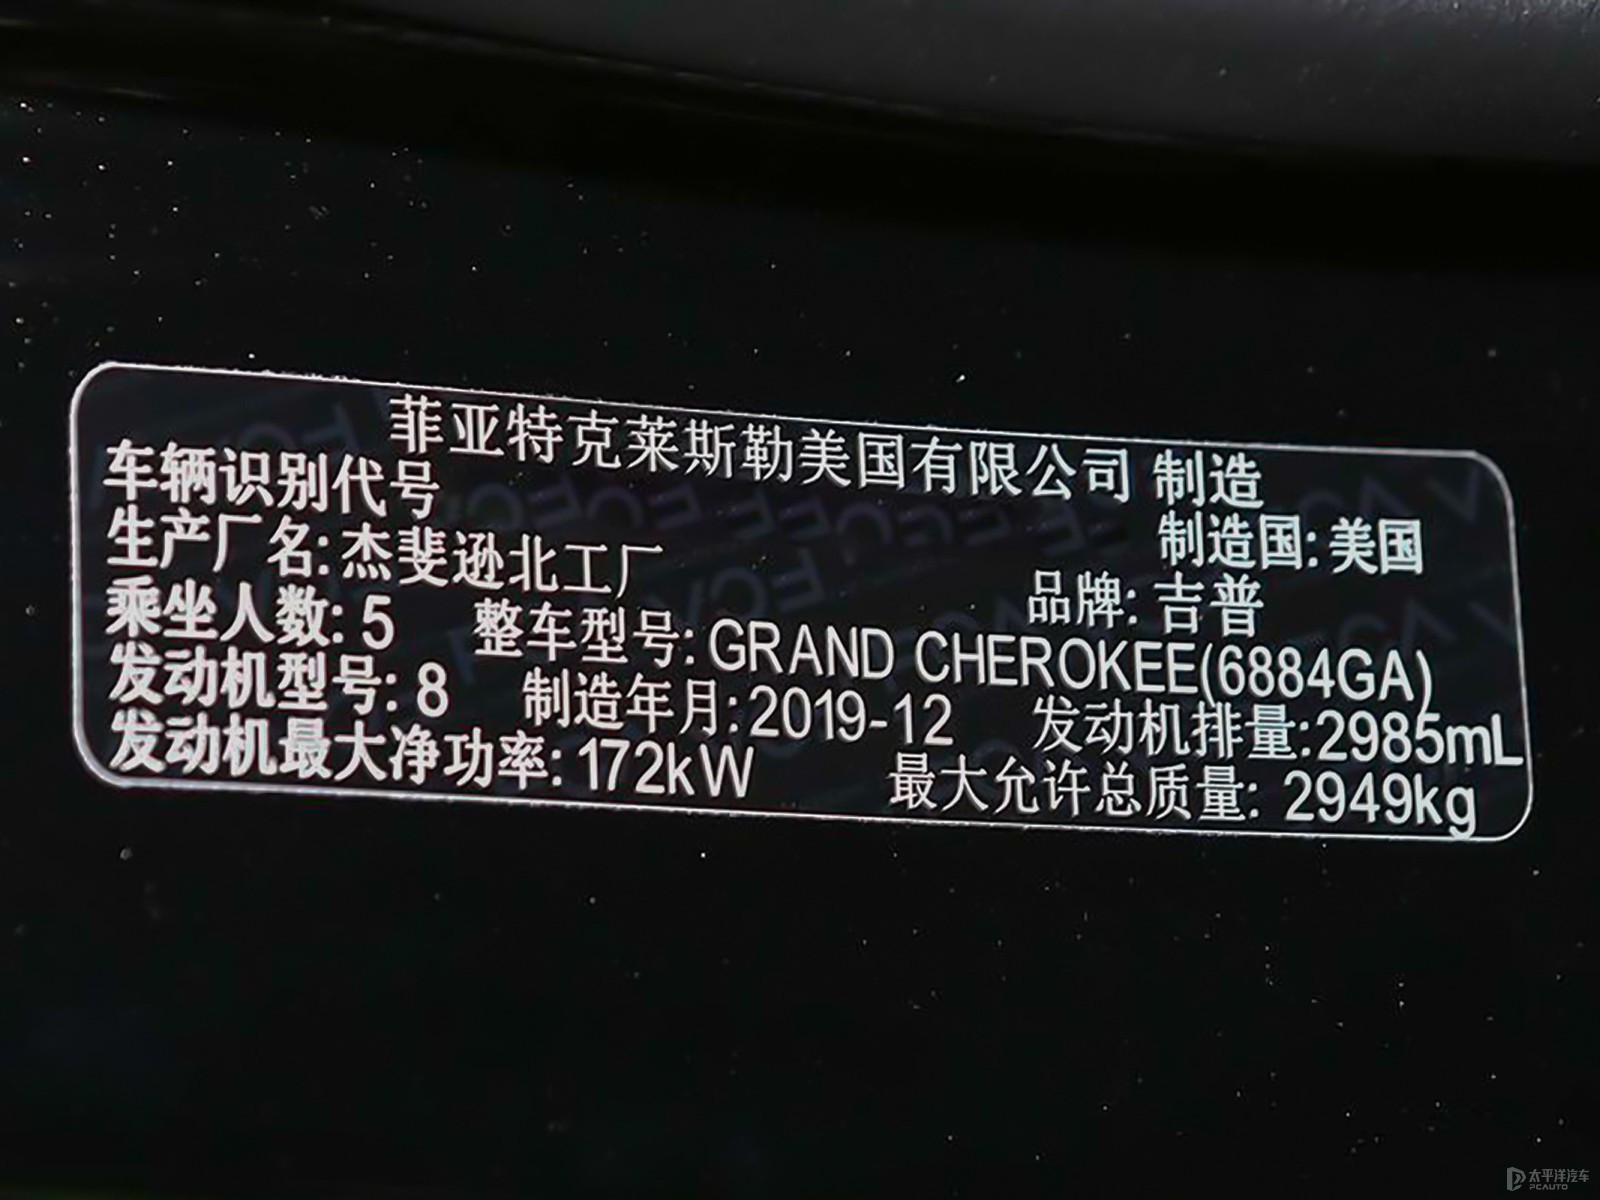 菲亚特克莱斯勒美国有限公司 制造
车辆识别代号
制造国:美国
生产厂名:杰斐逊北工厂
品牌:吉普
乘坐人数:5 整车型号:GRAND CHEROKEE(6884GA)
发动机型号:8 制造年月:2019-12 发动机排量:2985mL
发动机最大净功率:172kW 最大允许总质量:2949kg
太平洋汽车
PCAUTO